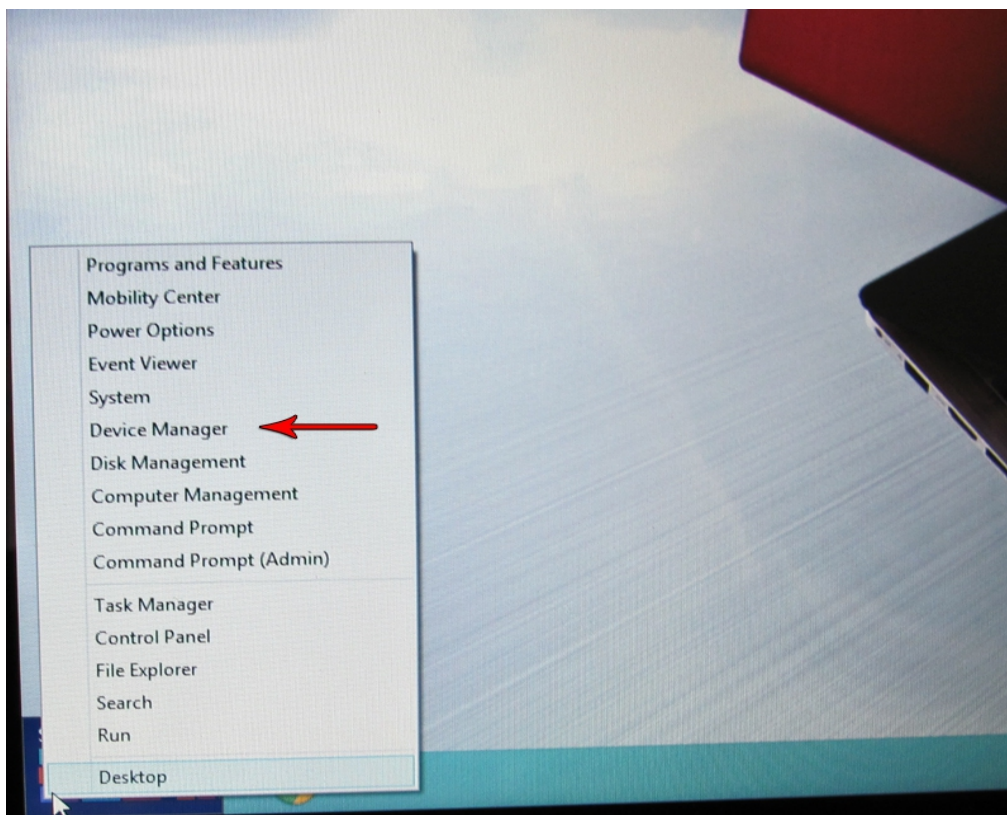 Programs and Features
Mobility Center
Power Options
Event Viewer
System
Device Manager
Disk Management
Computer Management
Command Prompt
Command Prompt (Admin)
Task Manager
Control Panel
File Explorer
Search
Run
Desktop